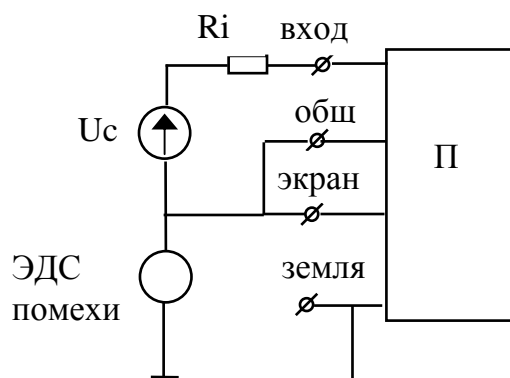 Ri
вход
общ
Uc
П
экран
ЭДС
помехи
земля